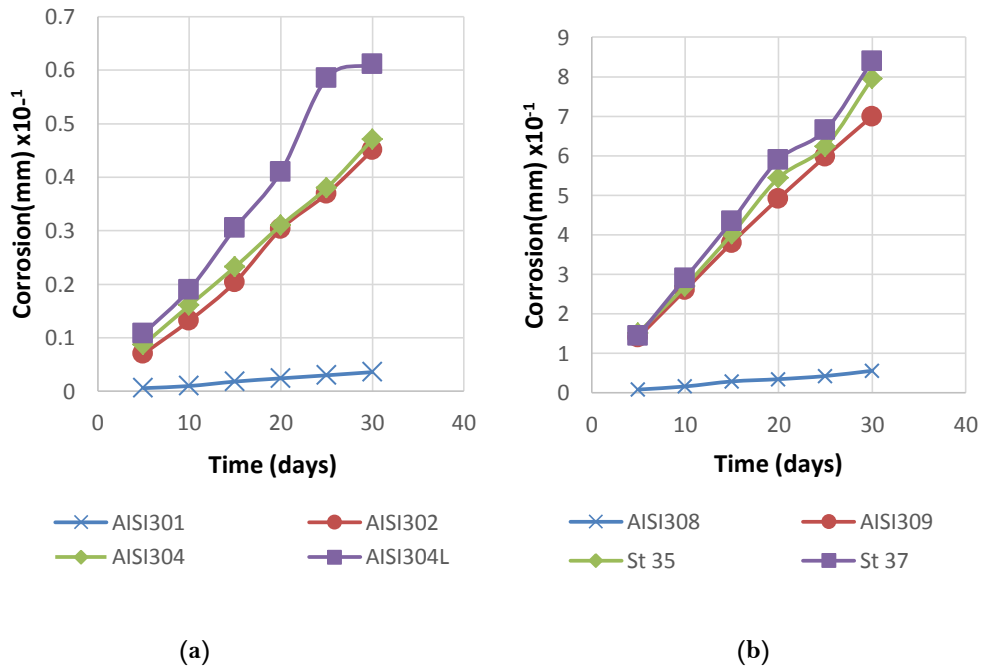 0.7
0.6
0.5
0.4
0.3
0.2
0.1
0
Corrosion(mm) x10-1
0 10 20 30 40
Time (days)
AISI301 AISI302
AISI304 AISI304L
(a)
9
8
7
6
5
4
3
2
1
0
Corrosion(mm) x10-1
0 10 20 30 40
Time (days)
AISI308 AISI309
St 35 St 37
(b)